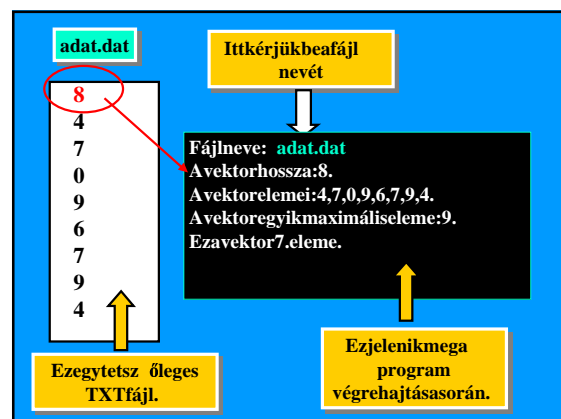 adat.dat
Ittkérjükbeafájl
nevét
8
4
7
0
9
6
7
9
4
Fájlneve: adat.dat
Avektorhossza:8.
Avektorelemei:4,7,0,9,6,7,9,4.
Avektoregyikmaximáliseleme:9.
Ezavektor7.eleme.
Ezegytetsz őleges
TXTfájl.
Ezjelenikmega
program
végrehajtásasorán.